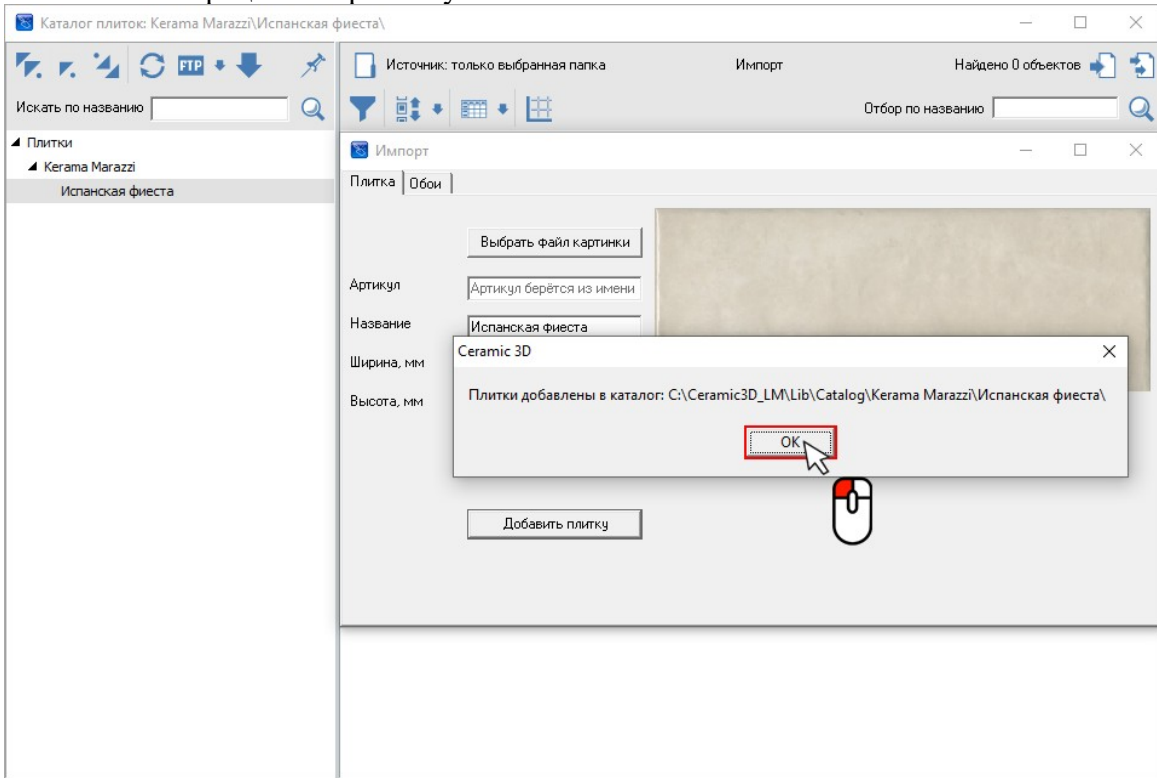 Каталог плиток: Kerama Marazzi\Испанская фиеста\
FTP
Источник: только выбранная папка
Импорт
Найдено 0 объектов
Искать по названию
Отбор по названию
Плитки
Kerama Marazzi
Испанская фиеста
Импорт
Плитка
Обои
Выбрать файл картинки
Артикул
Артикул берётся из имени
Название
Испанская фиеста
Ширина, мм
Высота, мм
Ceramic 3D
Плитки добавлены в каталог: C:\Ceramic3D_LM\Lib\Catalog\Kerama Marazzi\Испанская фиеста\
OK
Добавить плитку